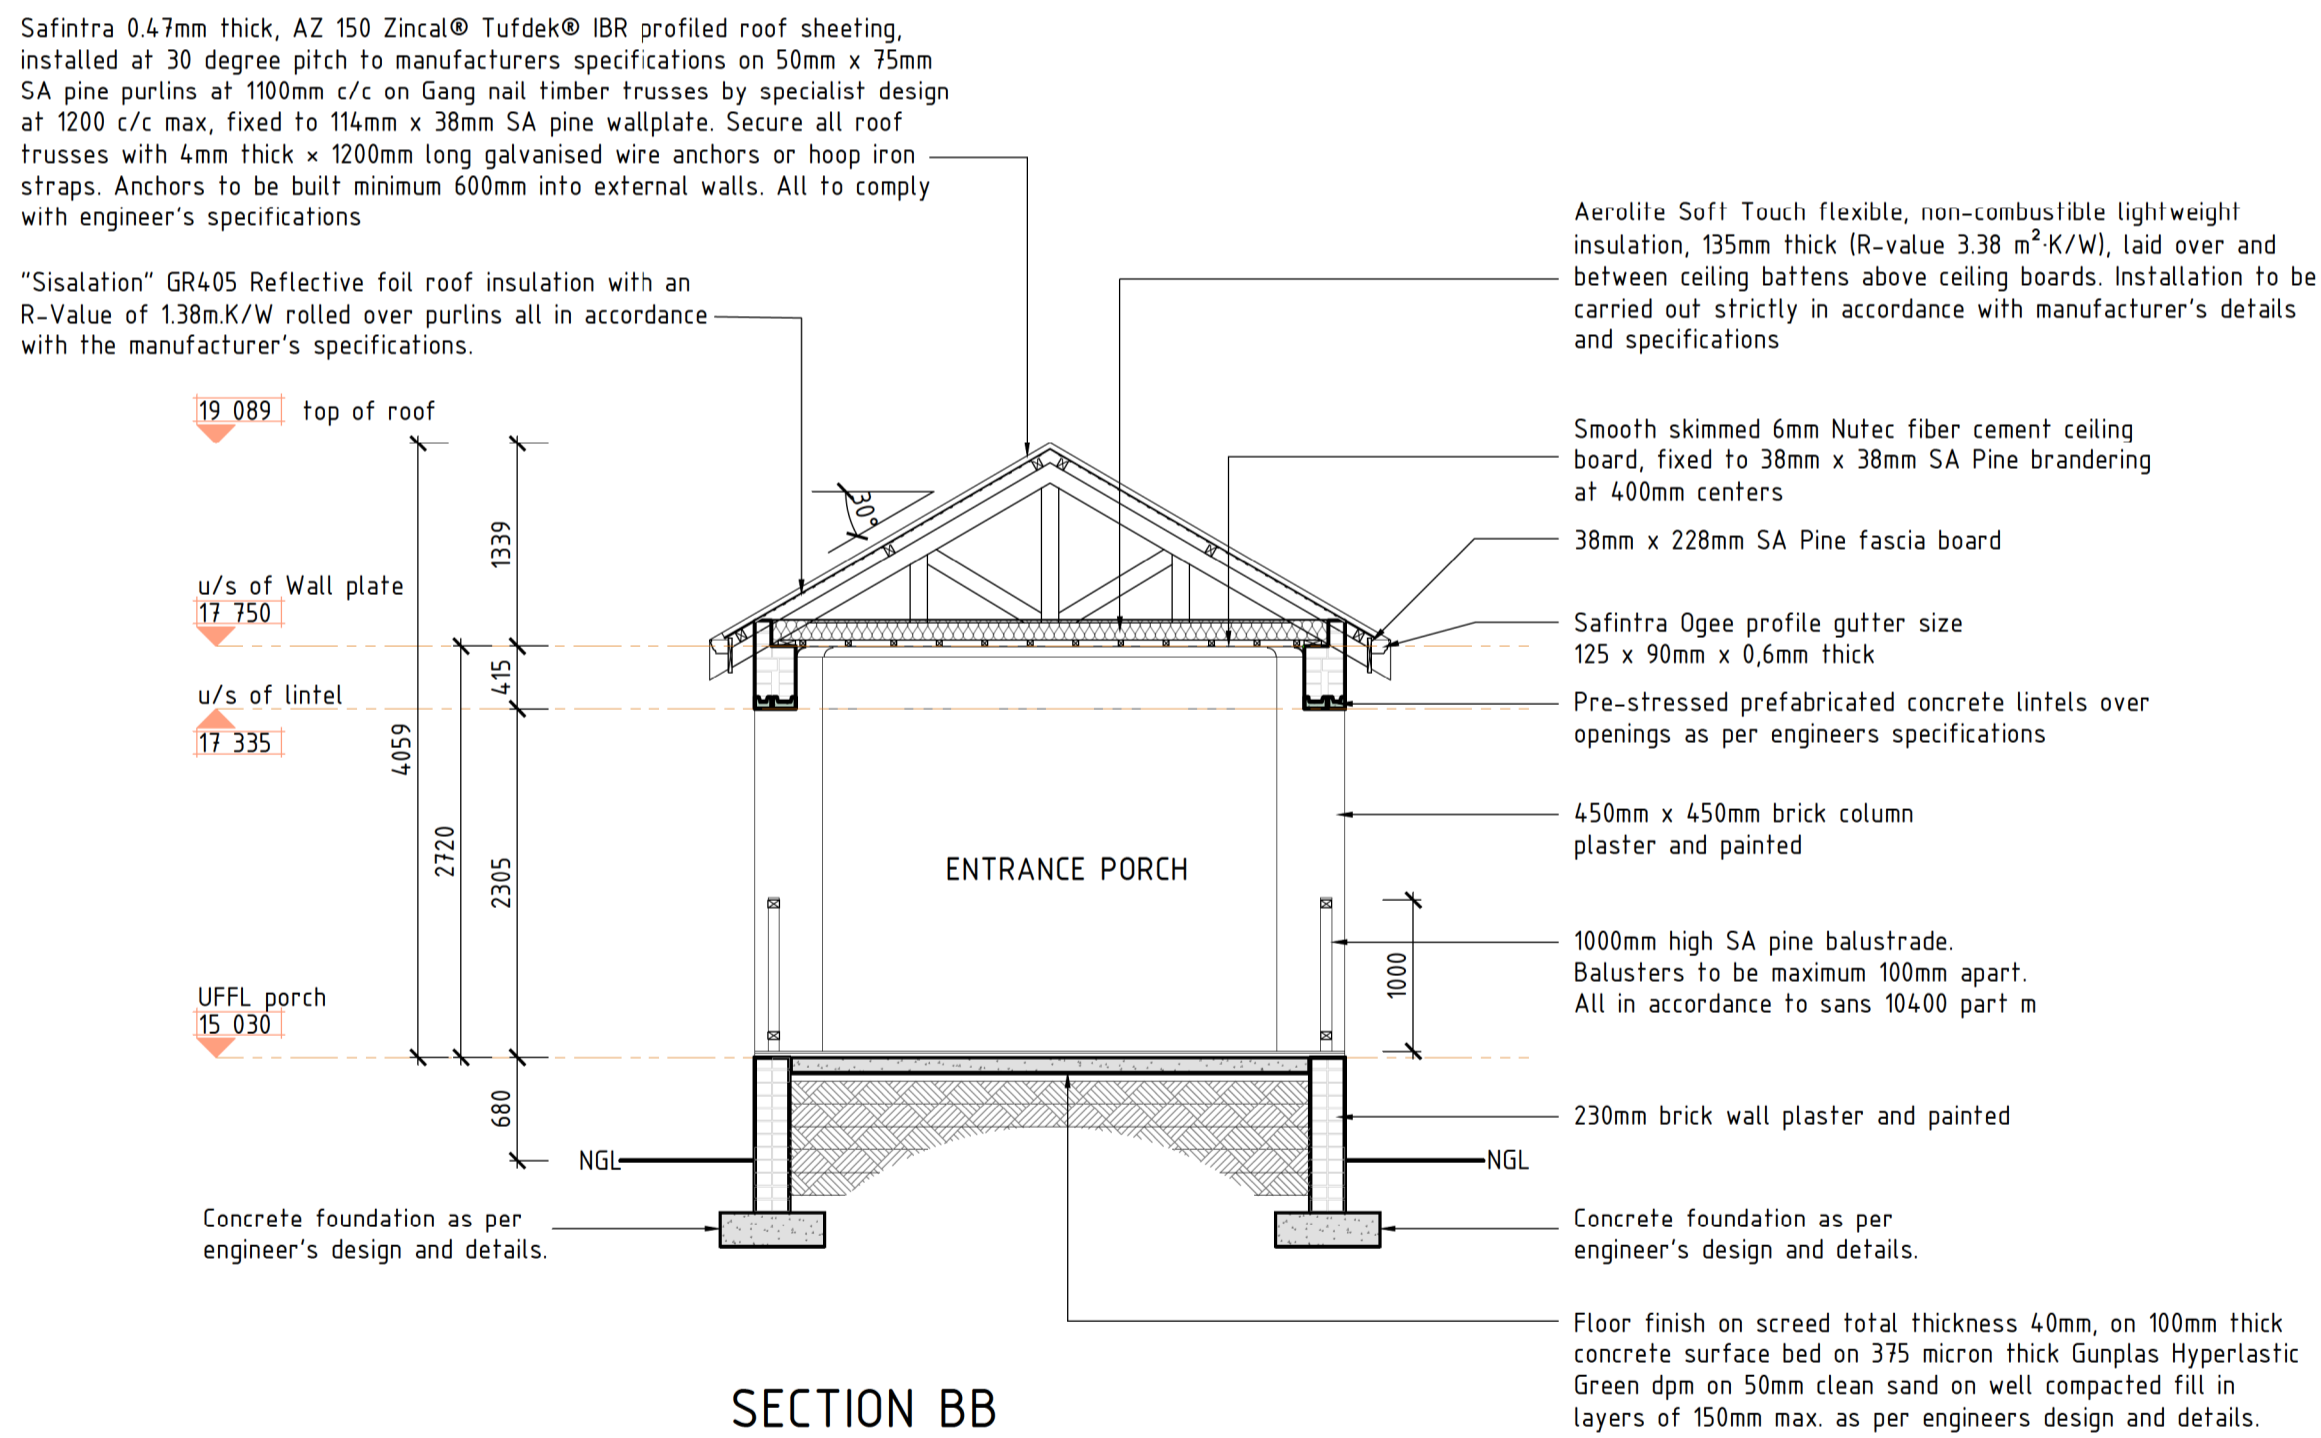 Safintra 0.47mm thick, AZ 150 Zincal® Tufdek® IBR profiled roof sheeting,
installed at 30 degree pitch to manufacturers specifications on 50mm x 75mm
SA pine purlins at 1100mm c/c on Gang nail timber trusses by specialist design
at 1200 c/c max, fixed to 114mm x 38mm SA pine wallplate. Secure all roof
trusses with 4mm thick × 1200mm long galvanised wire anchors or hoop iron
straps. Anchors to be built minimum 600mm into external walls. All to comply
with engineer's specifications
"Sisalation" GR405 Reflective foil roof insulation with an
R-Value of 1.38m.K/W rolled over purlins all in accordance
with the manufacturer's specifications.
Aerolite Soft Touch flexible, non-combustible lightweight
insulation, 135mm thick (R-value 3.38 m²·K/W), laid over and
between ceiling battens above ceiling boards. Installation to be
carried out strictly in accordance with manufacturer's details
and specifications
19 089 top of roof
u/s of Wall plate
17 750
u/s of lintel
17 335
UFFL porch
15 030
4059
2720
1339
415
2305
680
30°
ENTRANCE PORCH
1000
NGL
NGL
Smooth skimmed 6mm Nutec fiber cement ceiling
board, fixed to 38mm x 38mm SA Pine brandering
at 400mm centers
38mm x 228mm SA Pine fascia board
Safintra Ogee profile gutter size
125 x 90mm x 0,6mm thick
Pre-stressed prefabricated concrete lintels over
openings as per engineers specifications
450mm x 450mm brick column
plaster and painted
1000mm high SA pine balustrade.
Balusters to be maximum 100mm apart.
All in accordance to sans 10400 part m
230mm brick wall plaster and painted
Concrete foundation as per
engineer's design and details.
Concrete foundation as per
engineer's design and details.
Floor finish on screed total thickness 40mm, on 100mm thick
concrete surface bed on 375 micron thick Gunplas Hyperlastic
Green dpm on 50mm clean sand on well compacted fill in
layers of 150mm max. as per engineers design and details.
SECTION BB